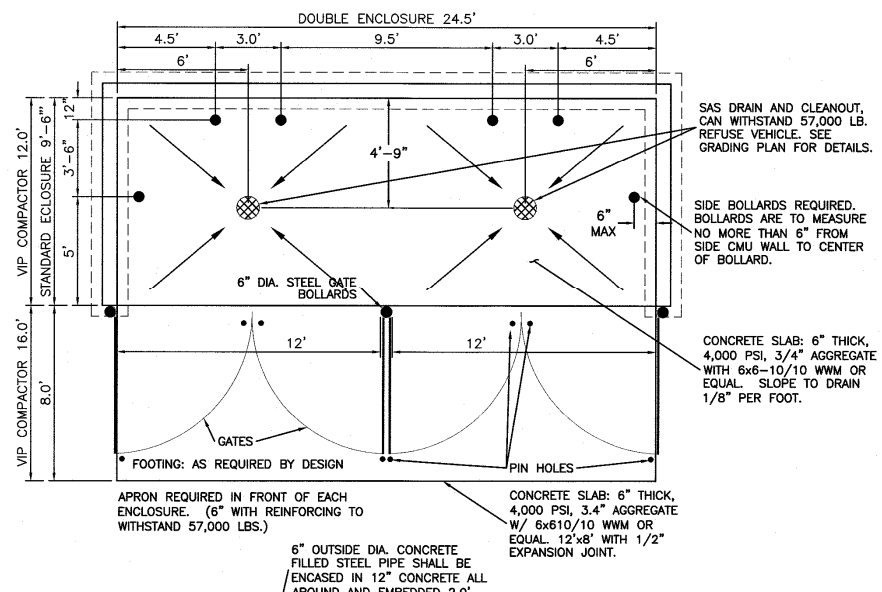 DOUBLE ENCLOSURE 24.5'
4.5'
3.0'
9.5'
3.0'
4.5'
6'
6'
VIP COMPACTOR 12.0'
STANDARD ECLOSURE 9'-6"
12"
3'-6"
5'
4'-9"
6"
MAX
SAS DRAIN AND CLEANOUT,
CAN WITHSTAND 57,000 LB.
REFUSE VEHICLE. SEE
GRADING PLAN FOR DETAILS.
SIDE BOLLARDS REQUIRED.
BOLLARDS ARE TO MEASURE
NO MORE THAN 6" FROM
SIDE CMU WALL TO CENTER
OF BOLLARD.
6" DIA. STEEL GATE
BOLLARDS
CONCRETE SLAB: 6" THICK,
4,000 PSI, 3/4" AGGREGATE
WITH 6x6-10/10 WWM OR
EQUAL. SLOPE TO DRAIN
1/8" PER FOOT.
VIP COMPACTOR 16.0'
8.0'
12'
12'
GATES
FOOTING: AS REQUIRED BY DESIGN
PIN HOLES
APRON REQUIRED IN FRONT OF EACH
ENCLOSURE. (6" WITH REINFORCING TO
WITHSTAND 57,000 LBS.)
CONCRETE SLAB: 6" THICK,
4,000 PSI, 3.4" AGGREGATE
W/ 6x610/10 WWM OR
EQUAL. 12'x8' WITH 1/2"
EXPANSION JOINT.
6" OUTSIDE DIA. CONCRETE
FILLED STEEL PIPE SHALL BE
ENCASED IN 12" CONCRETE ALL
AROUND AND EMBEDDED 2.0'